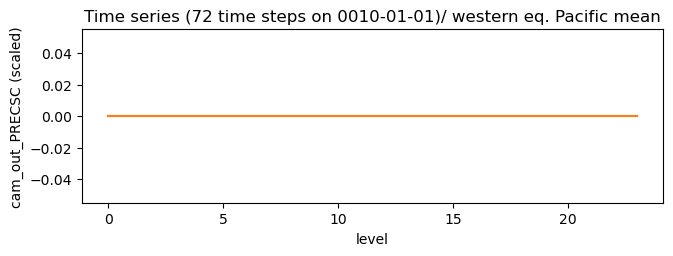 Time series (72 time steps on 0010-01-01)/ western eq. Pacific mean
cam_out_PRECSC (scaled)
0.04
0.02
0.00
−0.02
−0.04
0 5 10 15 20
level